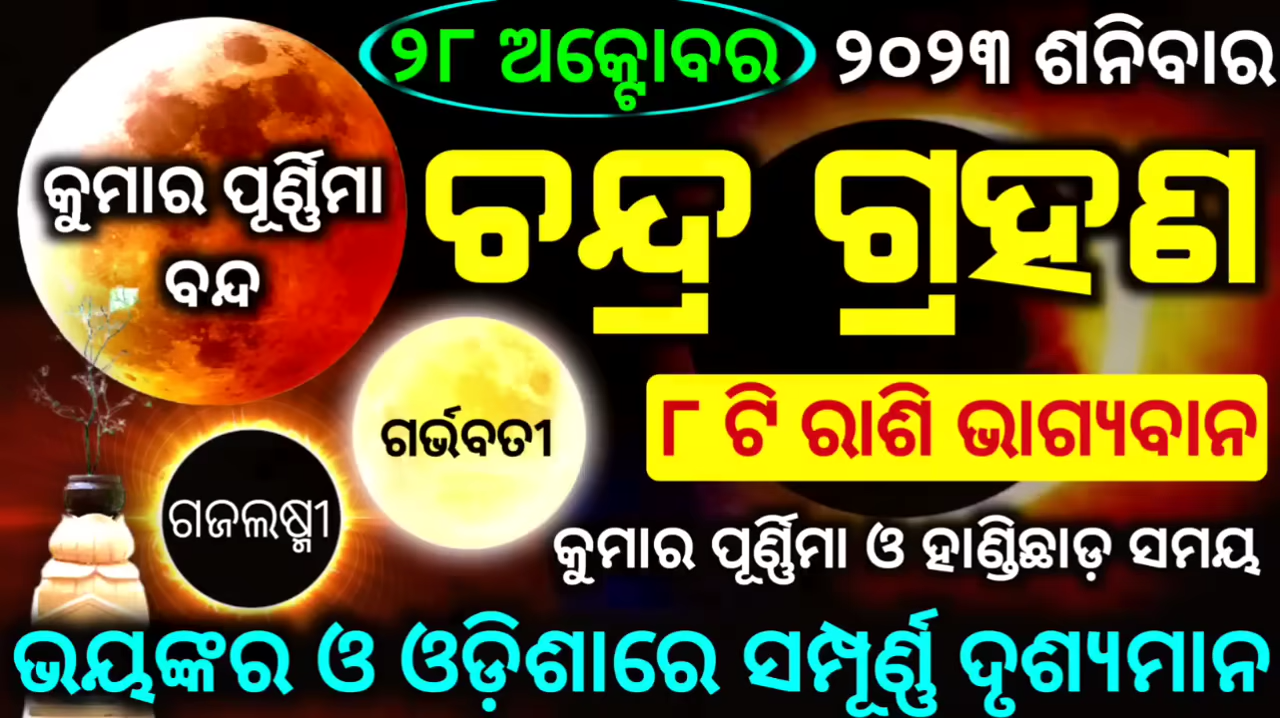 ୨୮ ଅକ୍ଟୋବର ୨୦୨୩ ଶନିବାର
ଚନ୍ଦ୍ର ଗ୍ରହଣ
କୁମାର ପୂର୍ଣ୍ଣିମା
ବନ୍ଦ
ଗର୍ଭବତୀ
୮ ଟି ରାଶି ଭାଗ୍ୟବାନ
ଗଜଲକ୍ଷ୍ମୀ
କୁମାର ପୂର୍ଣ୍ଣିମା ଓ ହାଣ୍ଡିଛାଡ଼ ସମୟ
ଭୟଙ୍କର ଓ ଓଡ଼ିଶାରେ ସମ୍ପୂର୍ଣ୍ଣ ଦୃଶ୍ୟମାନ